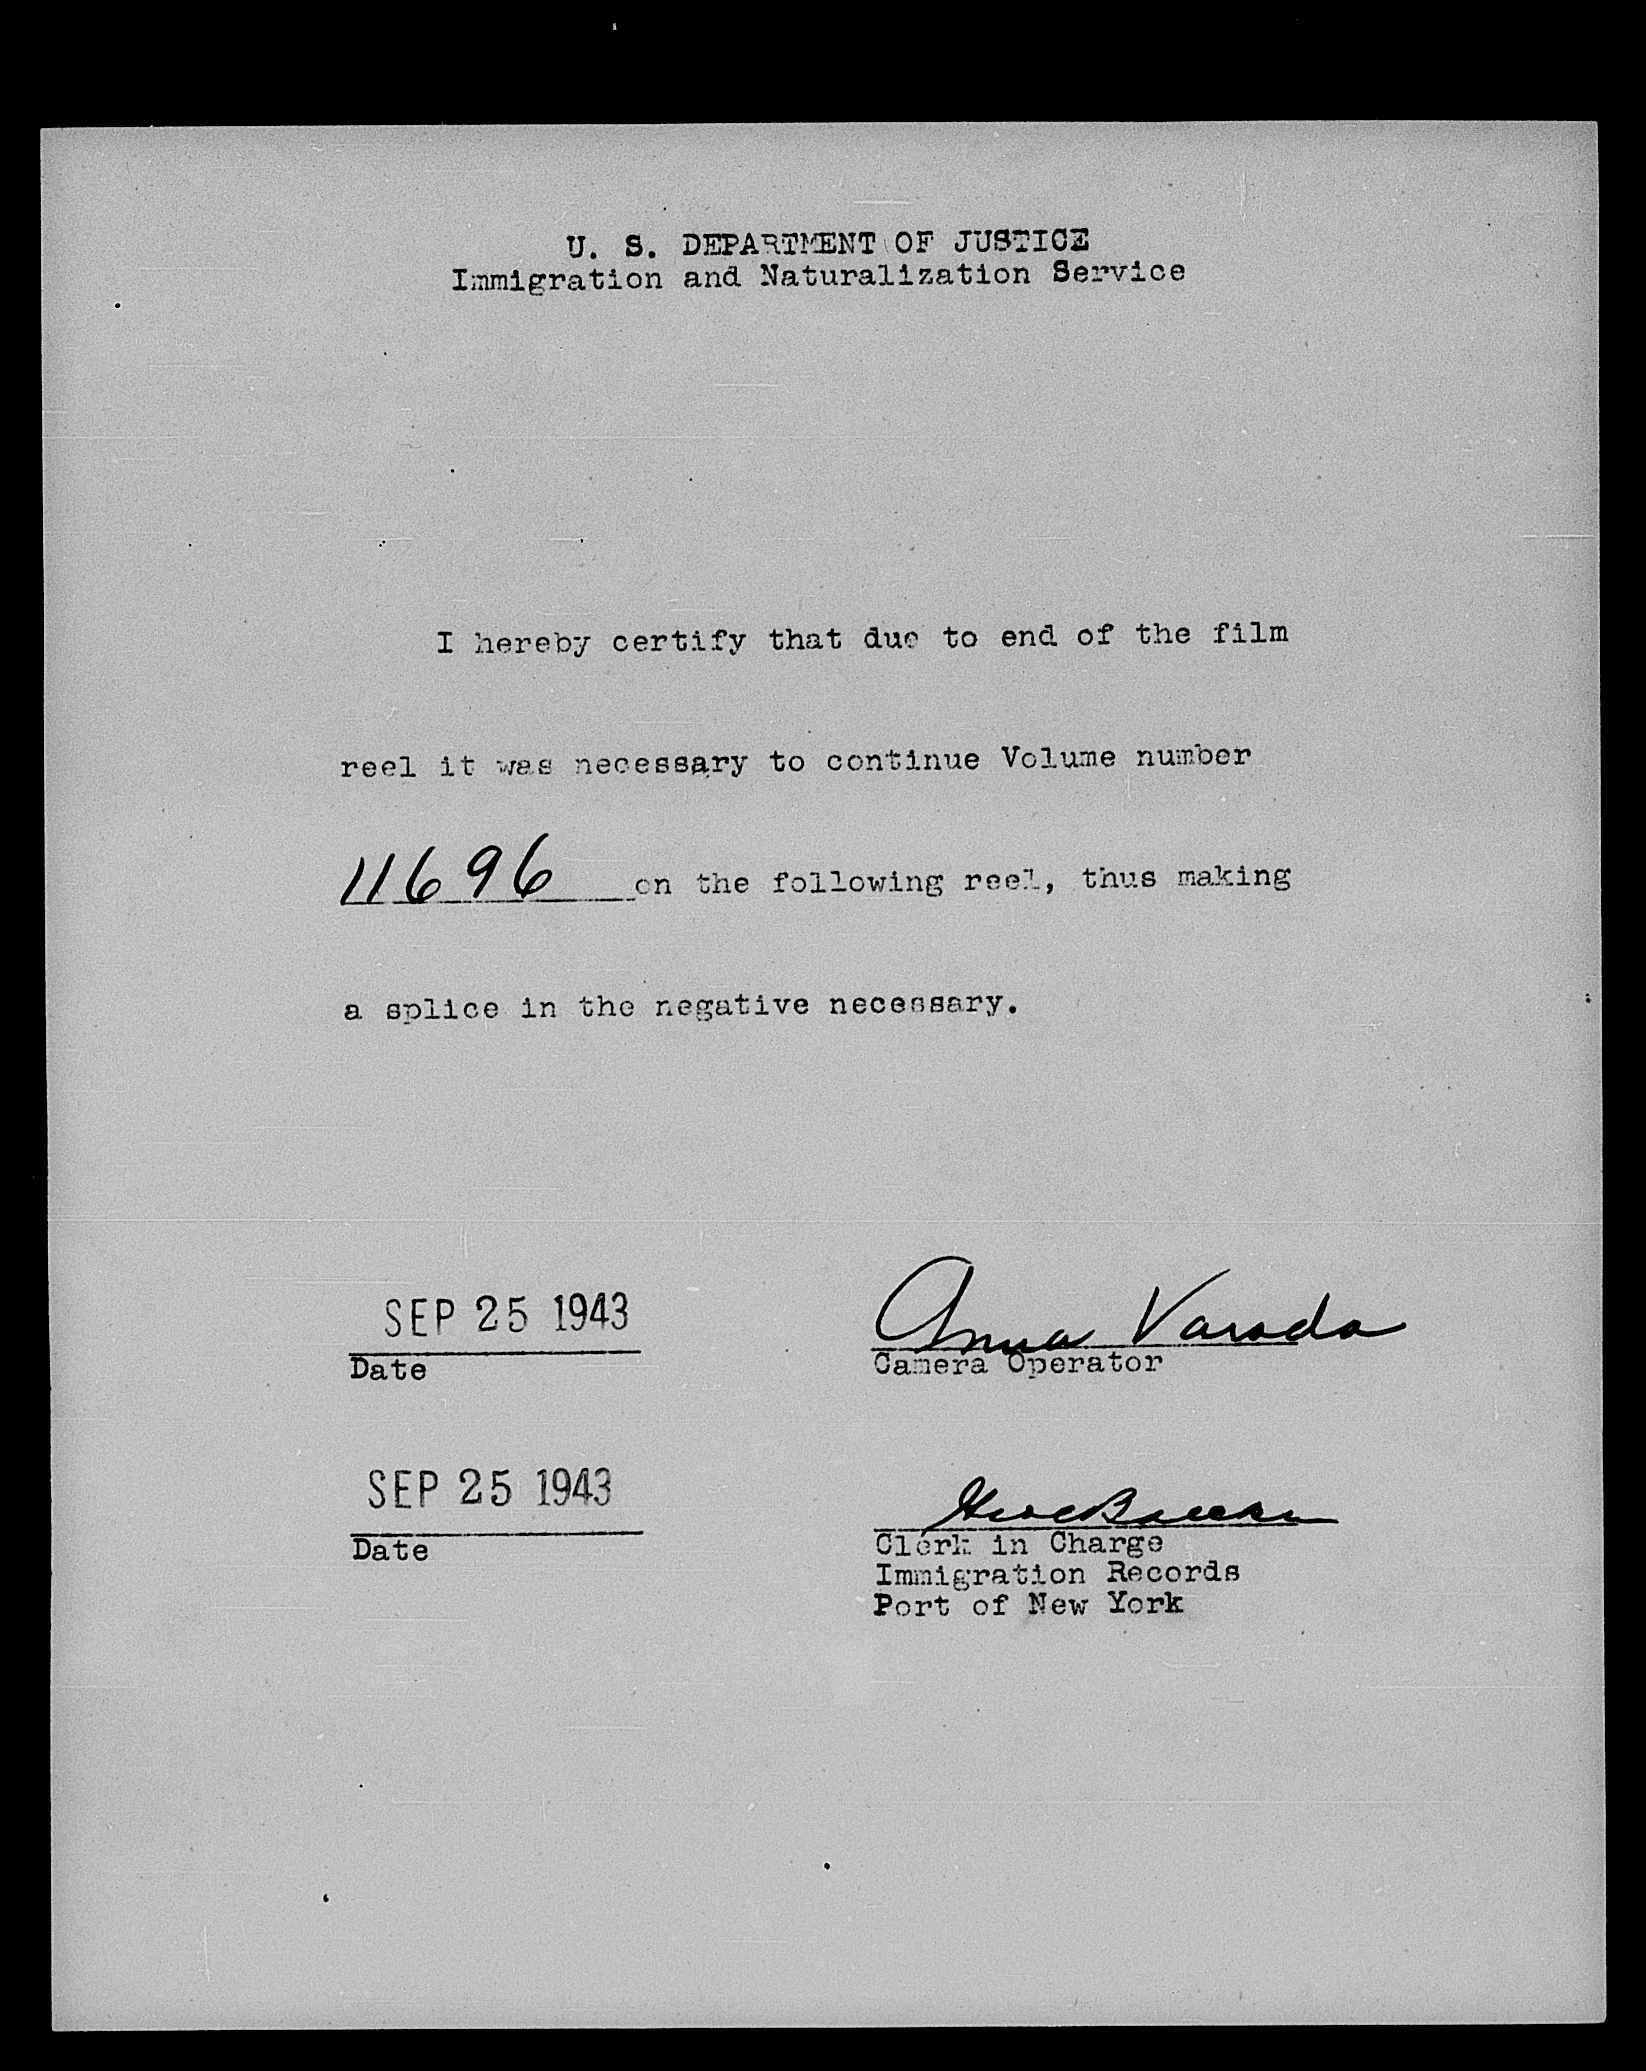 U. S. DEPARTMENT OF JUSTICE
Immigration and Naturalization Service
I hereby certify that due to end of the film
reel it was necessary to continue Volume number
11696 on the following reel, thus making
a splice in the negative necessary.
SEP 25 1943
Date
Anna Varada
Camera Operator
SEP 25 1943
Date
Clerk in Charge
Immigration Records
Port of New York